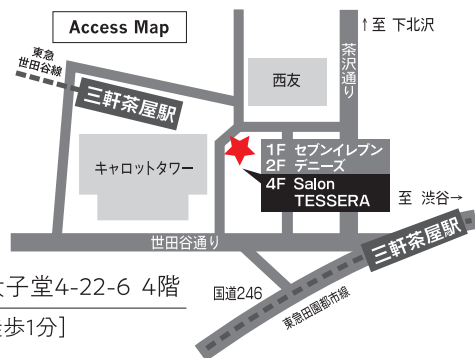 Access Map
↑至 下北沢
茶沢通り
東急
世田谷線
三軒茶屋駅
西友
キャロットタワー
1F セブンイレブン
2F デニーズ
4F Salon
TESSERA
至 渋谷→
世田谷通り
三軒茶屋駅
子堂4-22-6 4階
歩1分]
国道246
東急田園都市線